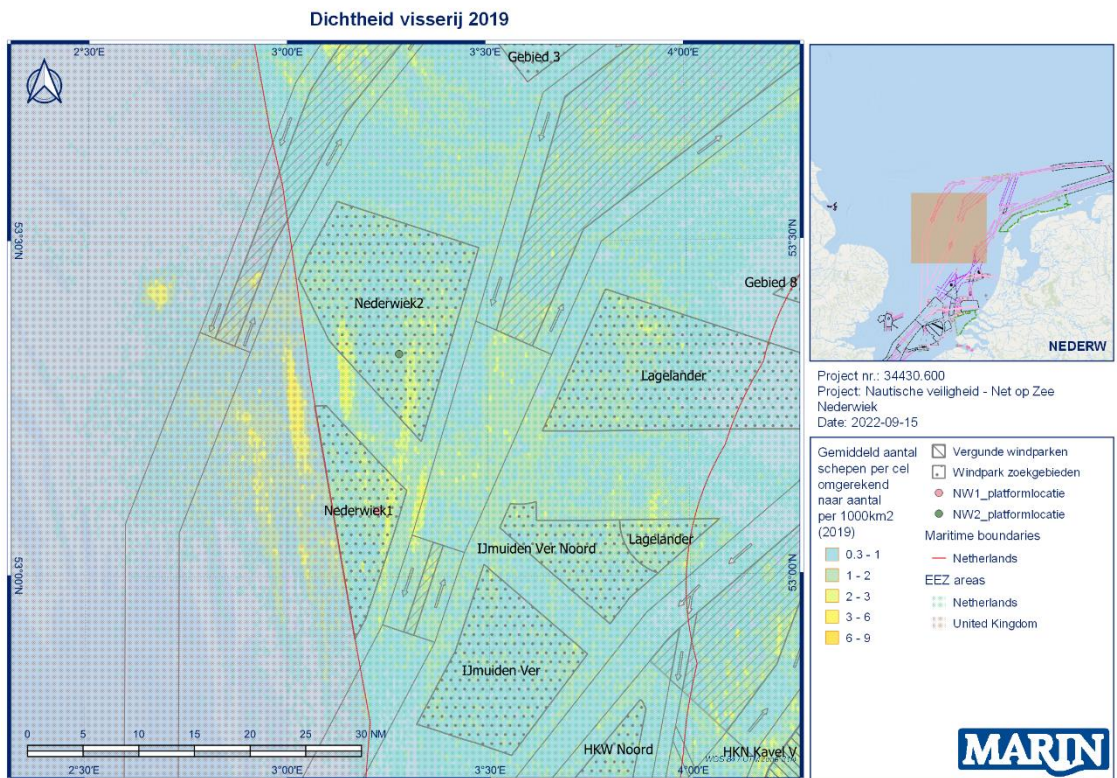 Dichtheid visserij 2019
2°30'E
3°00'E
3°30'E
4°00'E
Gebied 3
53°30'N
53°30'N
Nederwiek2
Gebied 8
Lagelander
Nederwiek1
IJmuiden Ver Noord
Lagelander
53°00'N
53°00'N
IJmuiden Ver
HKW Noord
HKN Kavel V
0
5
10
15
20
25
30 NM
2°30'E
3°00'E
3°30'E
4°00'E
NEDERW
Project nr.: 34430.600
Project: Nautische veiligheid - Net op Zee
Nederwiek
Date: 2022-09-15
Gemiddeld aantal
schepen per cel
omgerekend
naar aantal
per 1000km2
(2019)
0.3 - 1
1 - 2
2 - 3
3 - 6
6 - 9
Vergunde windparken
Windpark zoekgebieden
NW1_platformlocatie
NW2_platformlocatie
Maritime boundaries
Netherlands
EEZ areas
Netherlands
United Kingdom
MARIN